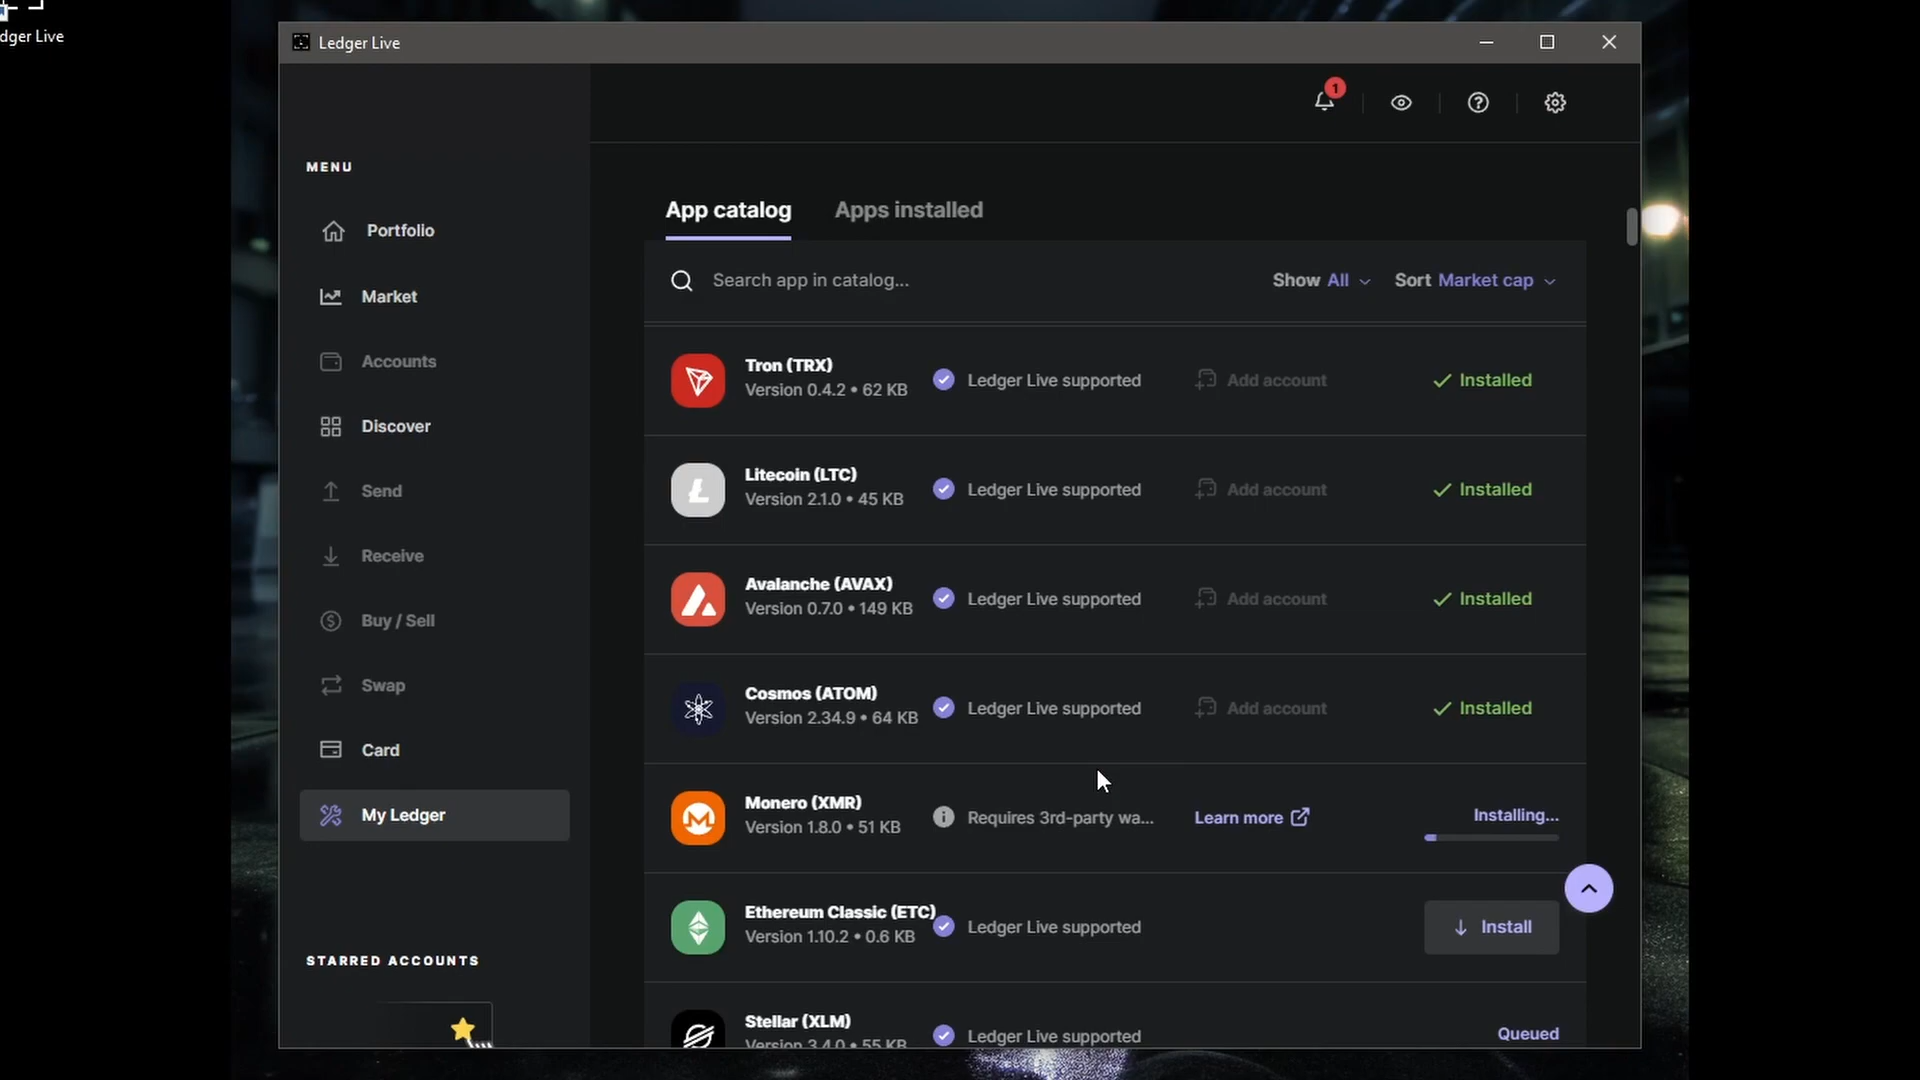 dger Live
Ledger Live
1
MENU
Portfolio
Market
Accounts
Discover
Send
Receive
Buy / Sell
Swap
Card
My Ledger
STARRED ACCOUNTS
App catalog
Apps installed
Search app in catalog...
Show All
Sort Market cap
Tron (TRX)
Version 0.4.2 • 62 KB
Ledger Live supported
Add account
Installed
Litecoin (LTC)
Version 2.1.0 • 45 KB
Ledger Live supported
Add account
Installed
Avalanche (AVAX)
Version 0.7.0 • 149 KB
Ledger Live supported
Add account
Installed
Cosmos (ATOM)
Version 2.34.9 • 64 KB
Ledger Live supported
Add account
Installed
Monero (XMR)
Version 1.8.0 • 51 KB
Requires 3rd-party wa...
Learn more
Installing...
Ethereum Classic (ETC)
Version 1.10.2 • 0.6 KB
Ledger Live supported
Install
Stellar (XLM)
Version 3.4.0 • 55 KB
Ledger Live supported
Queued